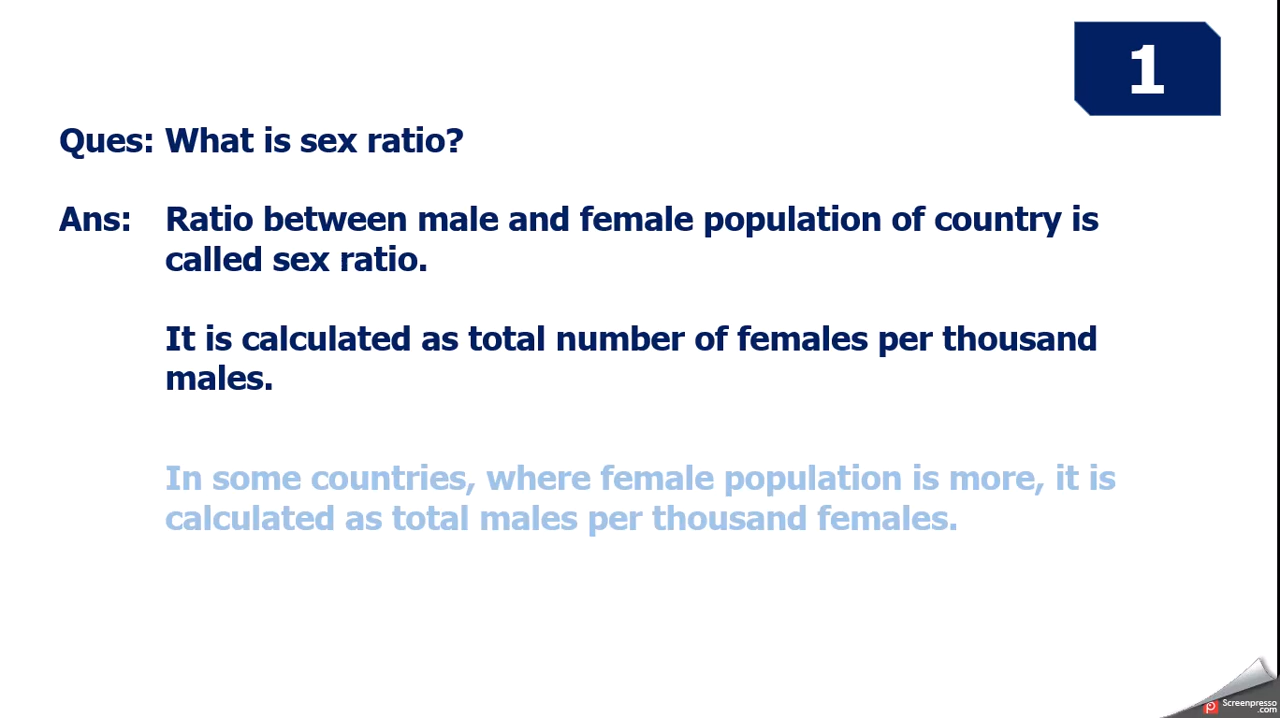 1
Ques: What is sex ratio?
Ans: Ratio between male and female population of country is
called sex ratio.
It is calculated as total number of females per thousand
males.
In some countries, where female population is more, it is
calculated as total males per thousand females.
Screenpresso
.com